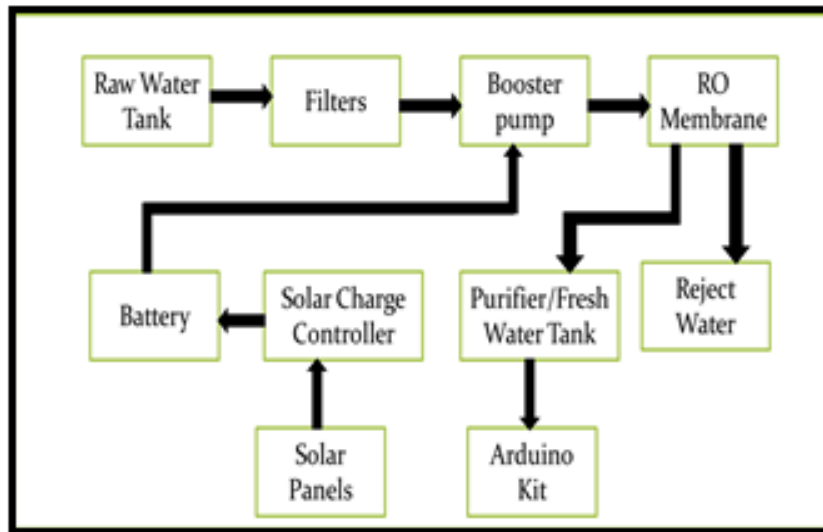 Raw Water
Tank
Filters
Booster
pump
RO
Membrane
Battery
Solar Charge
Controller
Purifier/Fresh
Water Tank
Reject
Water
Solar
Panels
Arduino
Kit